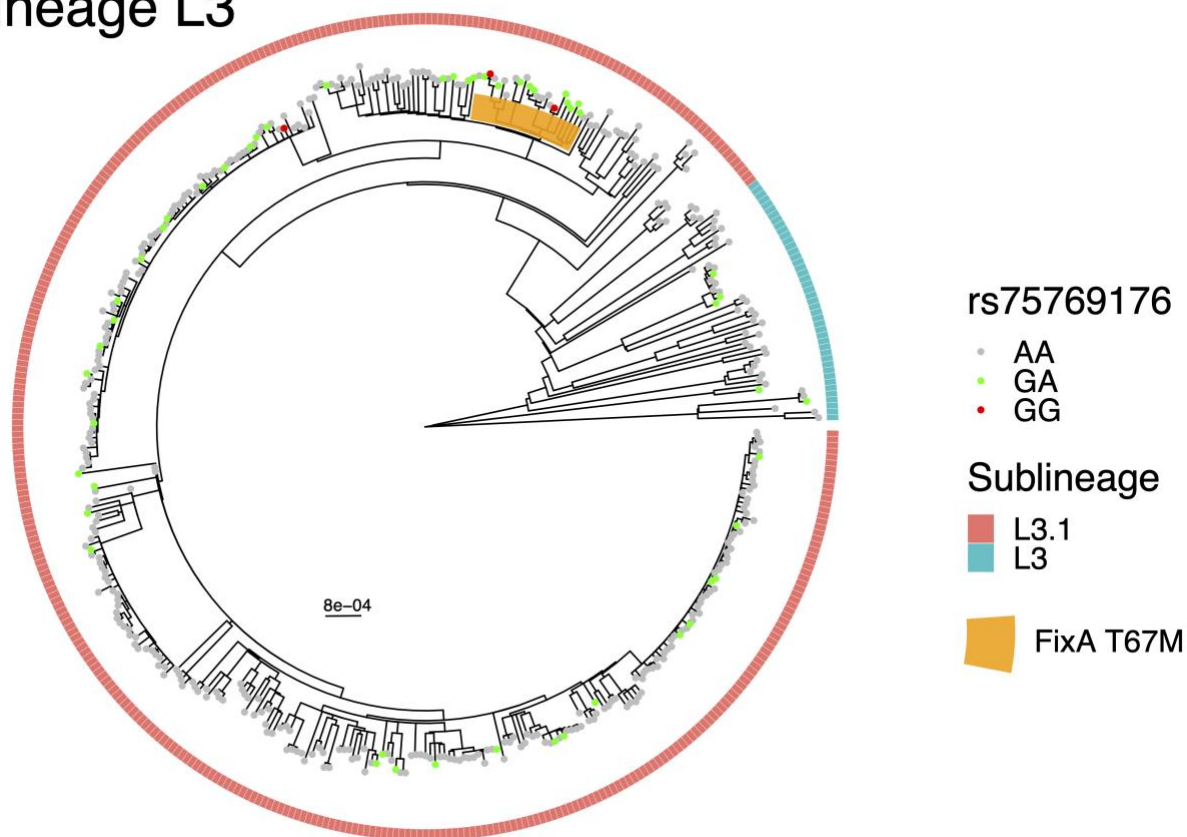 neage L3
rs75769176
AA
GA
GG
Sublineage
L3.1
L3
FixA T67M
8e−04